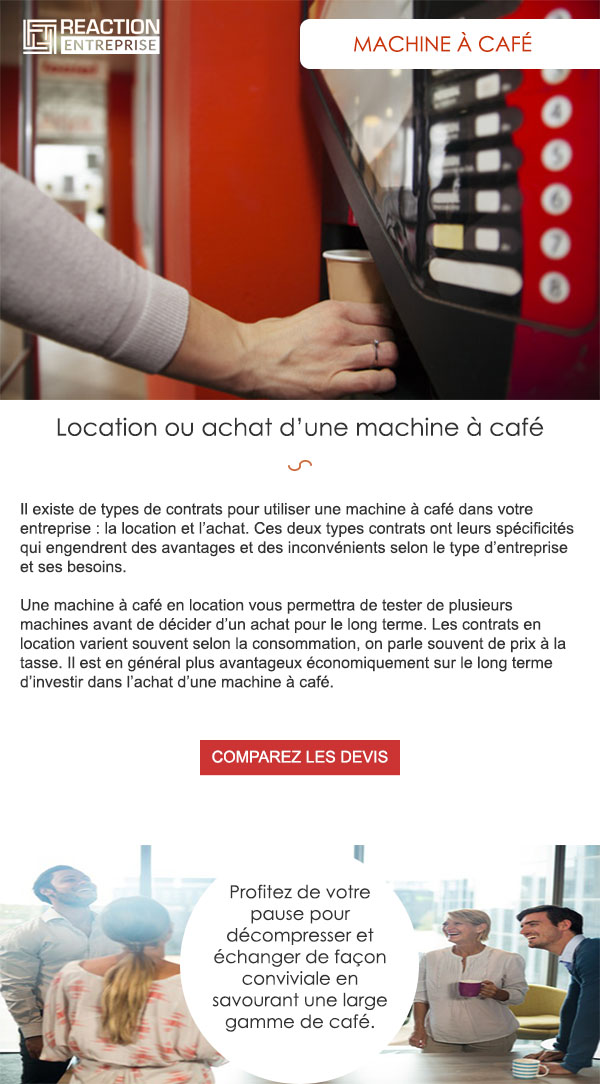 REACTION
ENTREPRISE
MACHINE À CAFÉ
4
5
6
7
8
Location ou achat d’une machine à café
Il existe de types de contrats pour utiliser une machine à café dans votre
entreprise : la location et l’achat. Ces deux types contrats ont leurs spécificités
qui engendrent des avantages et des inconvénients selon le type d’entreprise
et ses besoins.
Une machine à café en location vous permettra de tester de plusieurs
machines avant de décider d’un achat pour le long terme. Les contrats en
location varient souvent selon la consommation, on parle souvent de prix à la
tasse. Il est en général plus avantageux économiquement sur le long terme
d’investir dans l’achat d’une machine à café.
COMPAREZ LES DEVIS
Profitez de votre
pause pour
décompresser et
échanger de façon
conviviale en
savourant une large
gamme de café.